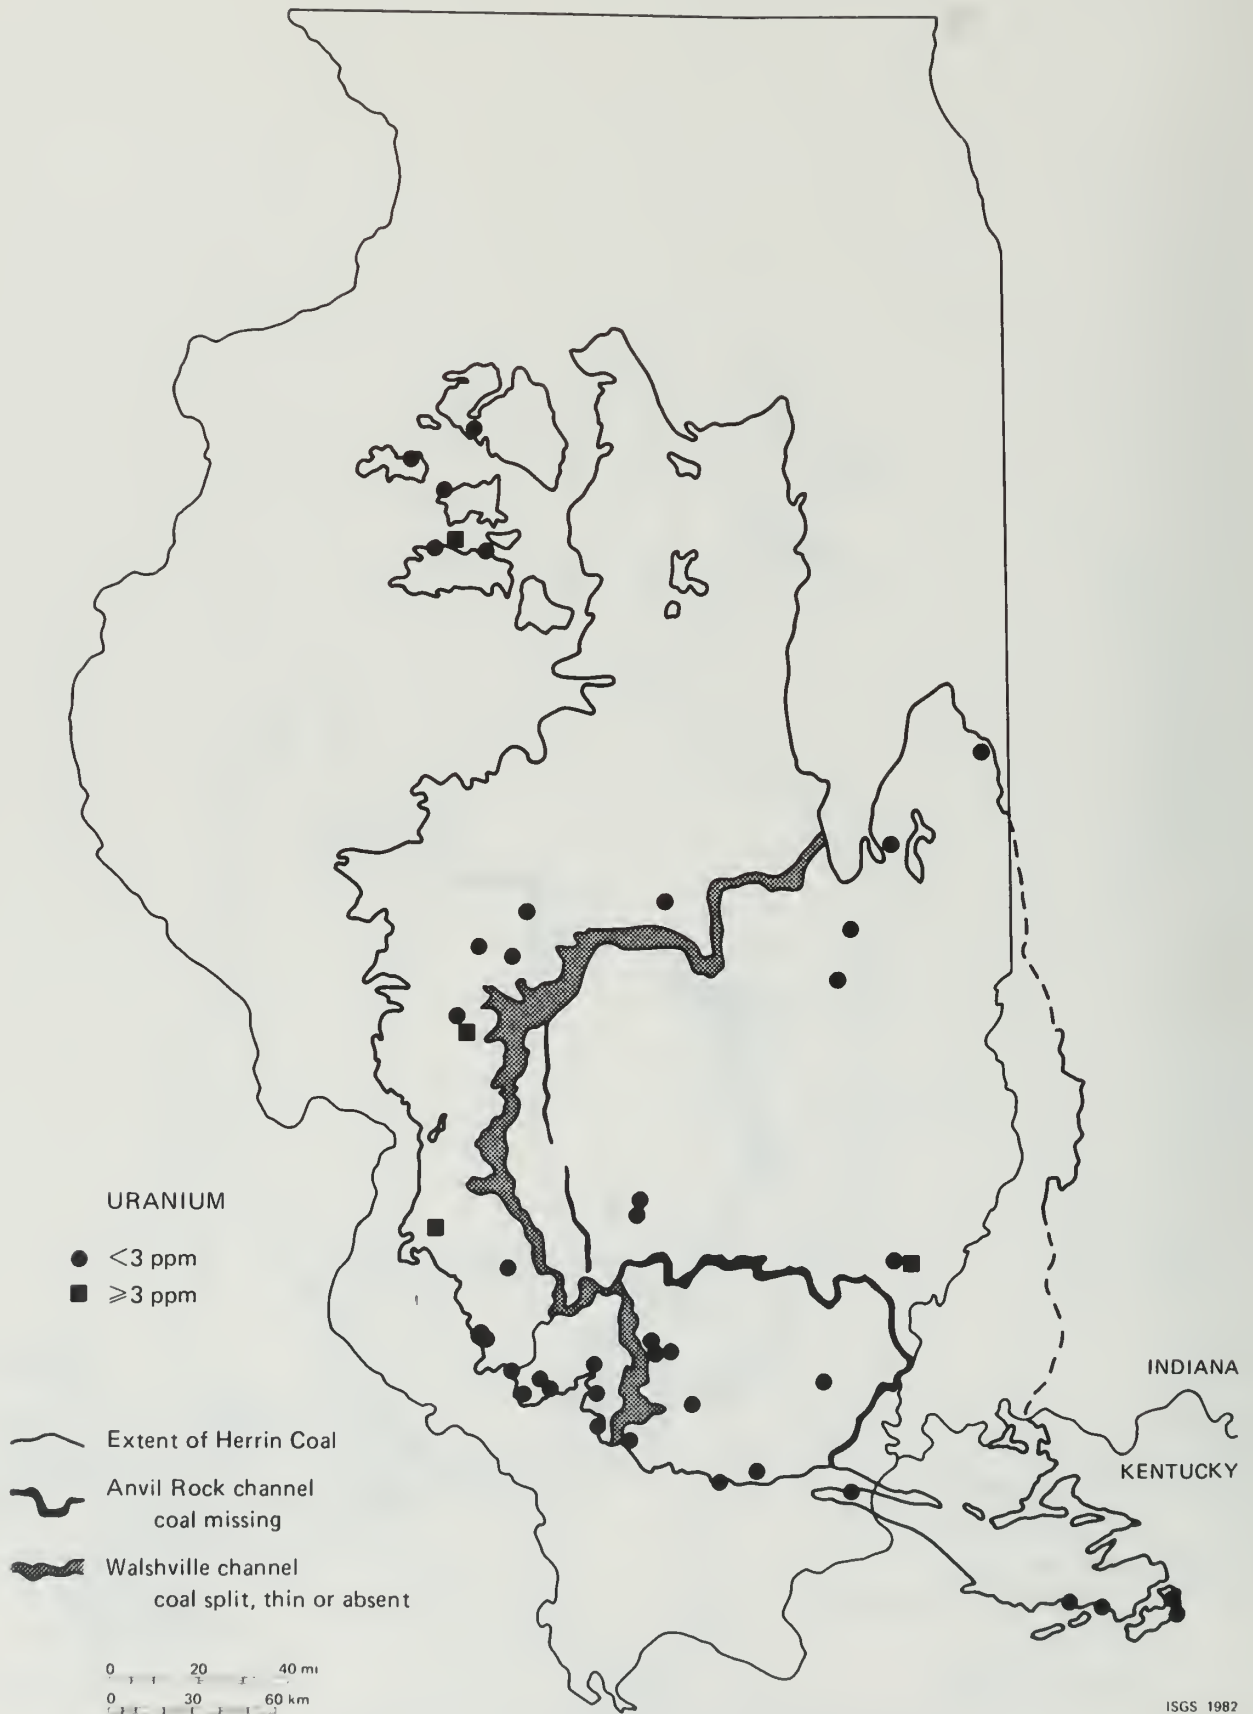 URANIUM
<3 ppm
⩾3 ppm
INDIANA
KENTUCKY
Extent of Herrin Coal
Anvil Rock channel
coal missing
Walshville channel
coal split, thin or absent
0 20 40 mi
0 30 60 km
ISGS 1982